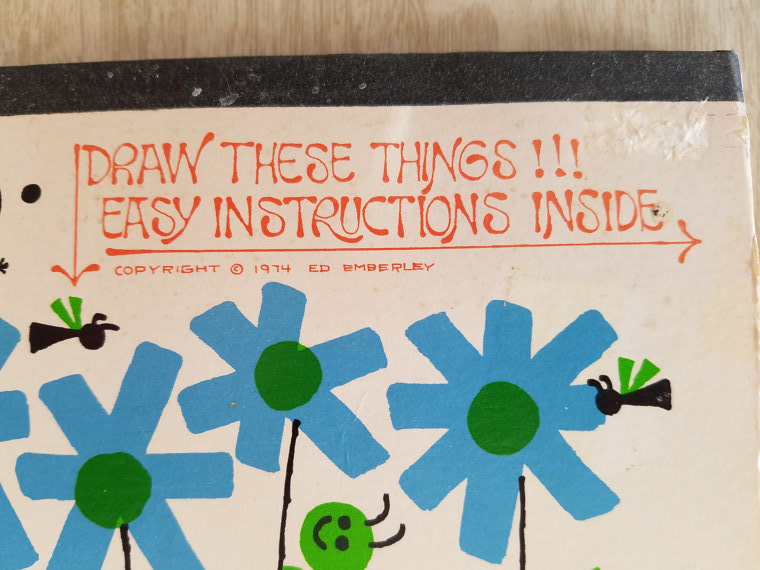 DRAW THESE THINGS !!!
EASY INSTRUCTIONS INSIDE
COPYRIGHT © 1974 ED EMBERLEY